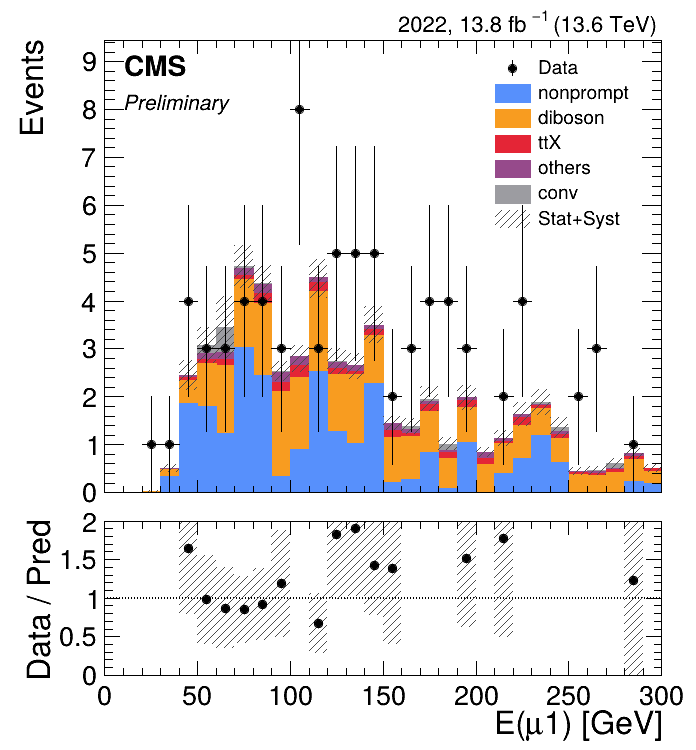 2022, 13.8 fb⁻¹ (13.6 TeV)
CMS
Preliminary
Data
nonprompt
diboson
ttX
others
conv
Stat+Syst
Events
9
8
7
6
5
4
3
2
1
0
Data / Pred
2
1.5
1
0.5
0
0 50 100 150 200 250 300
E(μ1) [GeV]